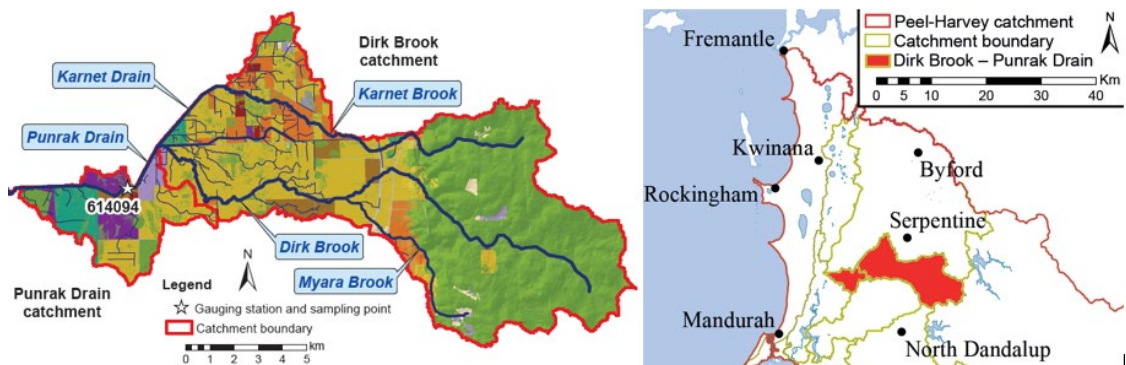 Karnet Drain
Dirk Brook
catchment
Karnet Brook
Punrak Drain
614094
Dirk Brook
Myara Brook
Punrak Drain
catchment
Legend
N
Gauging station and sampling point
Catchment boundary
km
0 1 2 3 4 5
Fremantle
Peel-Harvey catchment
N
Catchment boundary
Dirk Brook – Punrak Drain
Km
0 5 10 20 30 40
Kwinana
Byford
Rockingham
Serpentine
Mandurah
North Dandalup